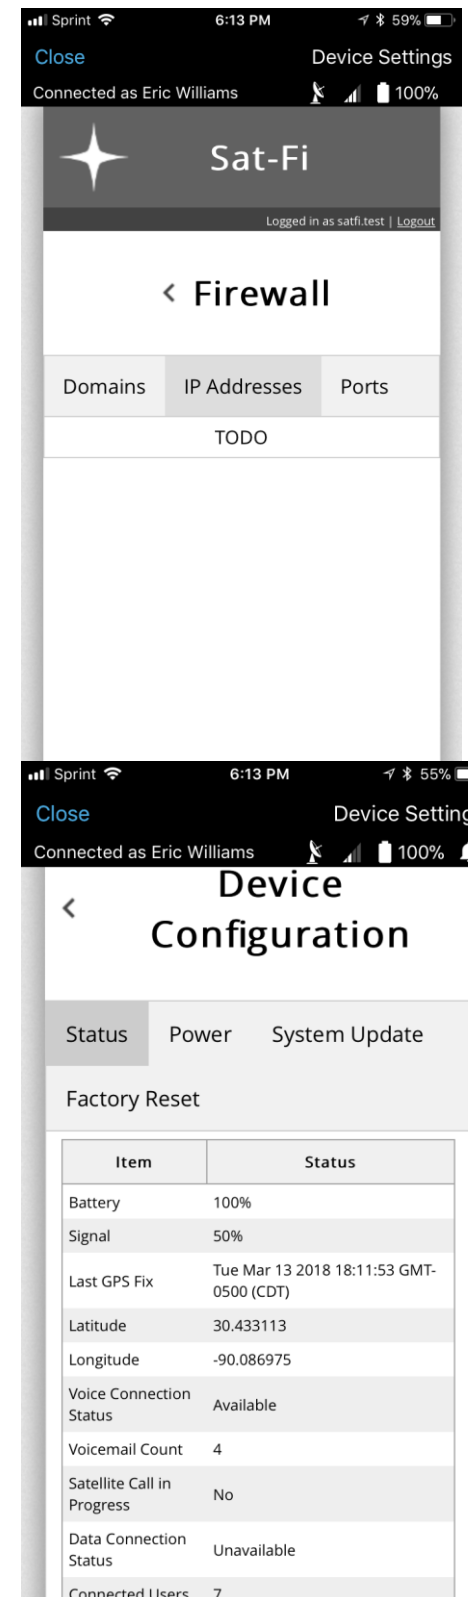 Sprint 6:13 PM 59%
Close Device Settings
Connected as Eric Williams 100%
Sat-Fi
Logged in as satfi.test | Logout
< Firewall
Domains IP Addresses Ports
TODO
Sprint 6:13 PM 55%
Close Device Setting
Connected as Eric Williams 100%
Device
< Configuration
Status Power System Update
Factory Reset
Item Status
Battery 100%
Signal 50%
Last GPS Fix Tue Mar 13 2018 18:11:53 GMT-
0500 (CDT)
Latitude 30.433113
Longitude -90.086975
Voice Connection
Status Available
Voicemail Count 4
Satellite Call in
Progress No
Data Connection
Status Unavailable
Connected Users 7